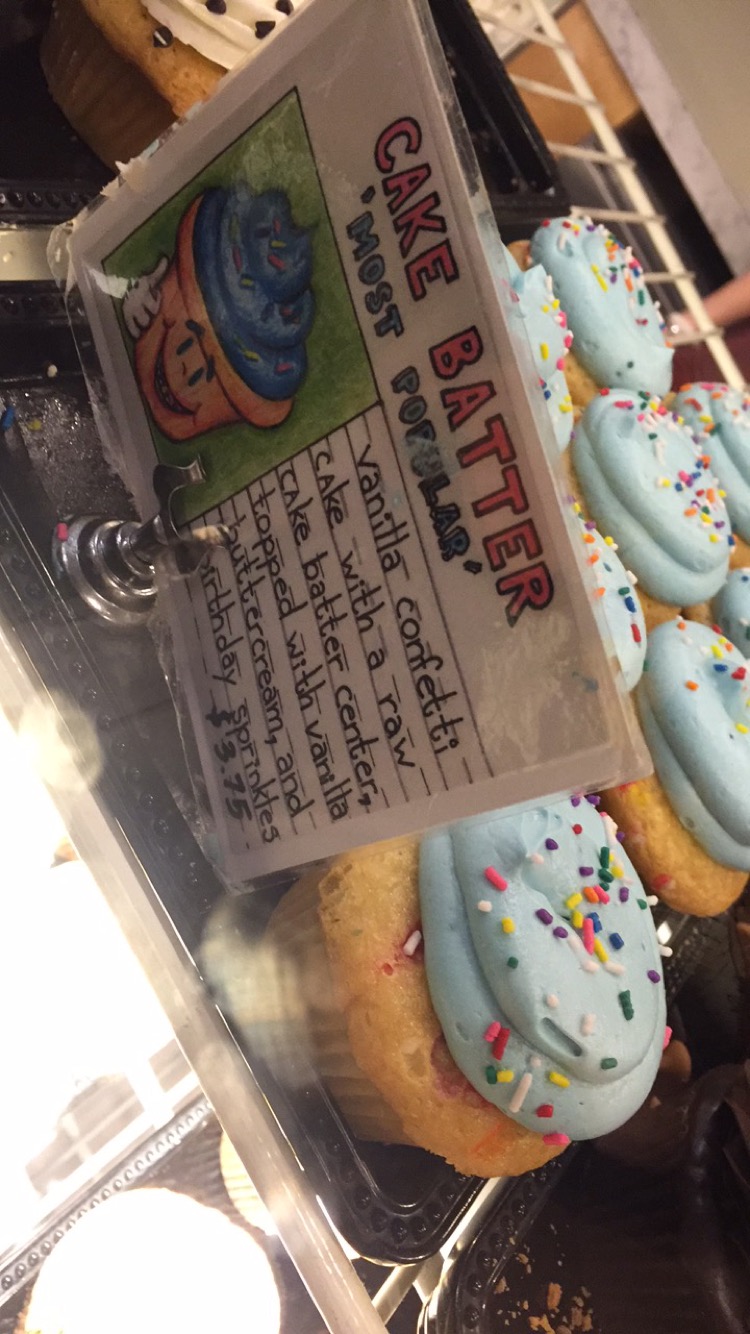 CAKE BATTER
'MOST POPULAR'
vanilla confetti
cake with a raw
cake batter center,
topped with vanilla
buttercream, and
birthday sprinkles
$3.75